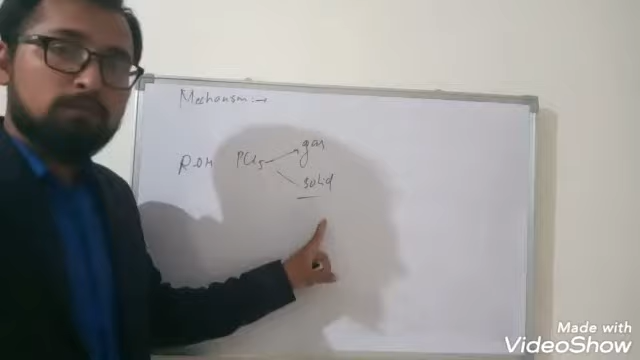 Mechanism:→
R-OH PCl5 gas
solid
Made with
VideoShow